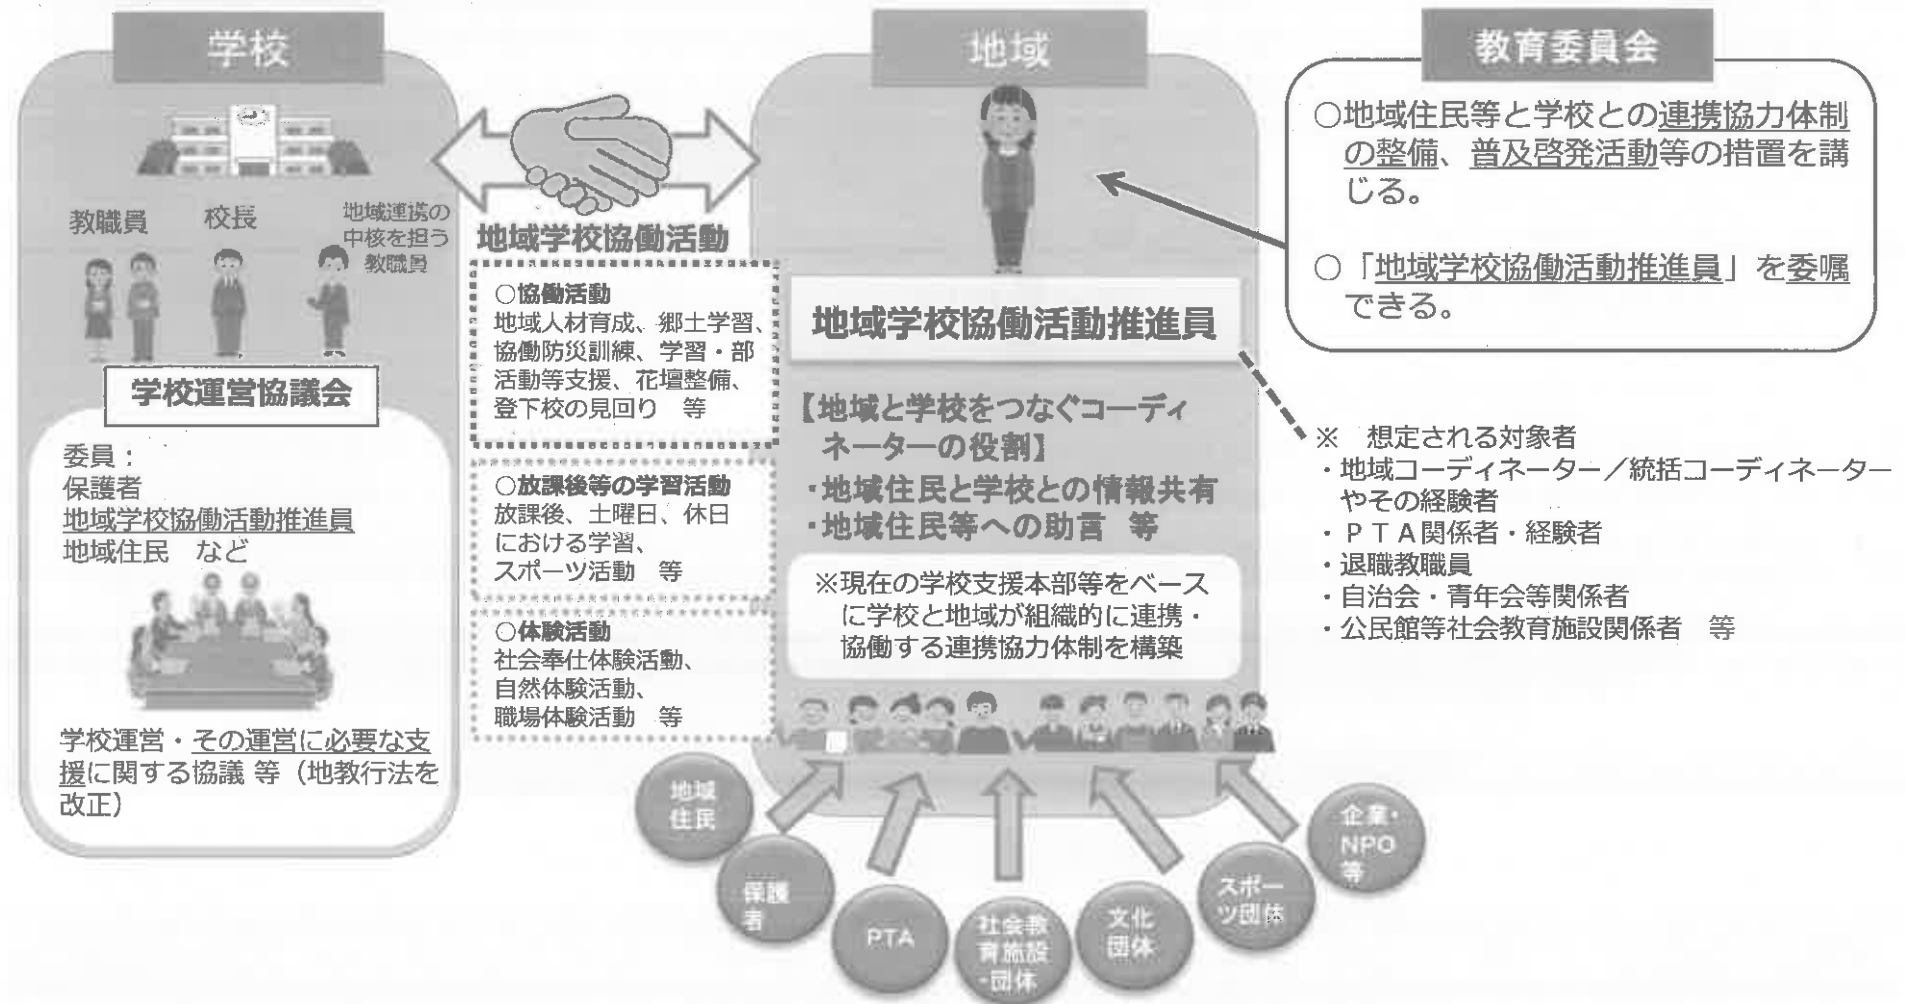 学校
教職員
校長
地域連携の
中核を担う
教職員
学校運営協議会
委員：
保護者
地域学校協働活動推進員
地域住民　など
学校運営・その運営に必要な支
援に関する協議 等（地教行法を
改正）
地域学校協働活動
○協働活動
地域人材育成、郷土学習、
協働防災訓練、学習・部
活動等支援、花壇整備、
登下校の見回り　等
○放課後等の学習活動
放課後、土曜日、休日
における学習、
スポーツ活動　等
○体験活動
社会奉仕体験活動、
自然体験活動、
職場体験活動　等
地域
地域学校協働活動推進員
【地域と学校をつなぐコーディ
ネーターの役割】
・地域住民と学校との情報共有
・地域住民等への助言　等
※現在の学校支援本部等をベース
に学校と地域が組織的に連携・
協働する連携協力体制を構築
地域
住民
保護
者
PTA
社会教
育施設
・団体
文化
団体
スポー
ツ団体
企業・
NPO
等
教育委員会
○地域住民等と学校との連携協力体制
の整備、普及啓発活動等の措置を講
じる。
○「地域学校協働活動推進員」を委嘱
できる。
※　想定される対象者
・地域コーディネーター／統括コーディネーター
やその経験者
・ＰＴＡ関係者・経験者
・退職教職員
・自治会・青年会等関係者
・公民館等社会教育施設関係者　等